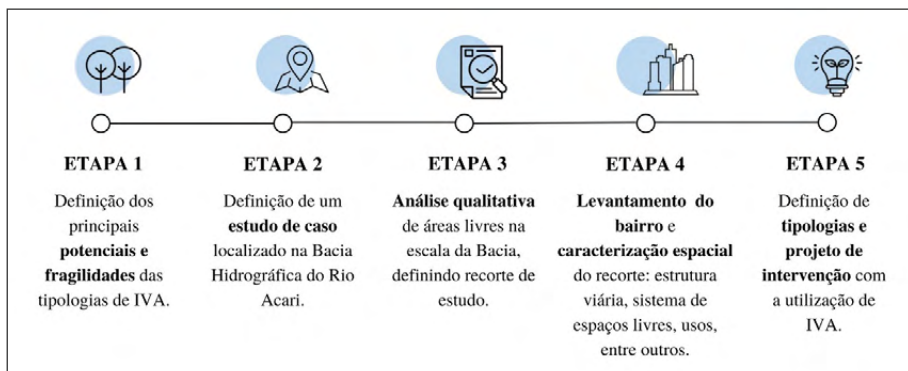 ETAPA 1
Definição dos
principais
potenciais e
fragilidades das
tipologias de IVA.
ETAPA 2
Definição de um
estudo de caso
localizado na Bacia
Hidrográfica do Rio
Acari.
ETAPA 3
Análise qualitativa
de áreas livres na
escala da Bacia,
definindo recorte de
estudo.
ETAPA 4
Levantamento do
bairro e
caracterização espacial
do recorte: estrutura
viária, sistema de
espaços livres, usos,
entre outros.
ETAPA 5
Definição de
tipologias e
projeto de
intervenção com
a utilização de
IVA.